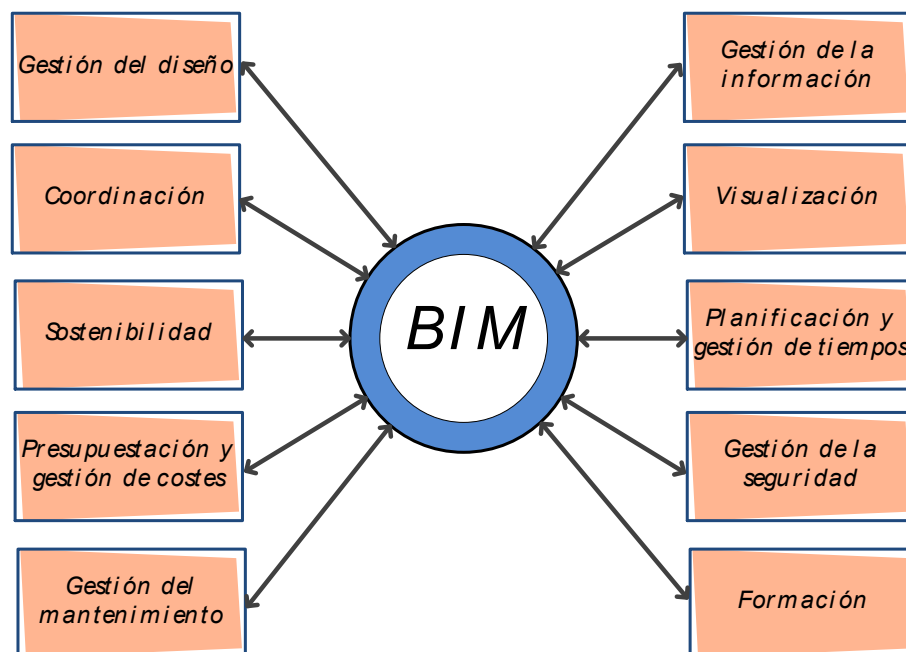 Gestión del diseño
Coordinación
Sostenibilidad
Presupuestación y
gestión de costes
Gestión del
mantenimiento
BIM
Gestión de la
información
Visualización
Planificación y
gestión de tiempos
Gestión de la
seguridad
Formación